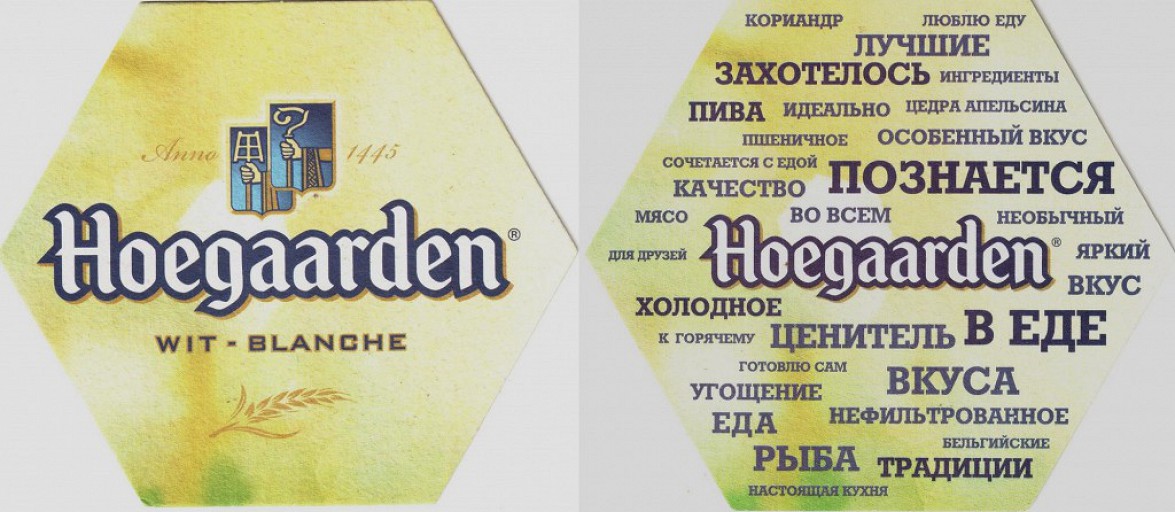 Anno 1445
Hoegaarden®
WIT - BLANCHE
КОРИАНДР ЛЮБЛЮ ЕДУ
ЛУЧШИЕ
ЗАХОТЕЛОСЬ ИНГРЕДИЕНТЫ
ПИВА ИДЕАЛЬНО ЦЕДРА АПЕЛЬСИНА
ПШЕНИЧНОЕ ОСОБЕННЫЙ ВКУС
СОЧЕТАЕТСЯ С ЕДОЙ ПОЗНАЕТСЯ
КАЧЕСТВО
МЯСО ВО ВСЕМ НЕОБЫЧНЫЙ
ДЛЯ ДРУЗЕЙ Hoegaarden® ЯРКИЙ
ВКУС
ХОЛОДНОЕ
К ГОРЯЧЕМУ ЦЕНИТЕЛЬ В ЕДЕ
ГОТОВЛЮ САМ
УГОЩЕНИЕ ВКУСА
ЕДА НЕФИЛЬТРОВАННОЕ
БЕЛЬГИЙСКИЕ
РЫБА ТРАДИЦИИ
НАСТОЯЩАЯ КУХНЯ